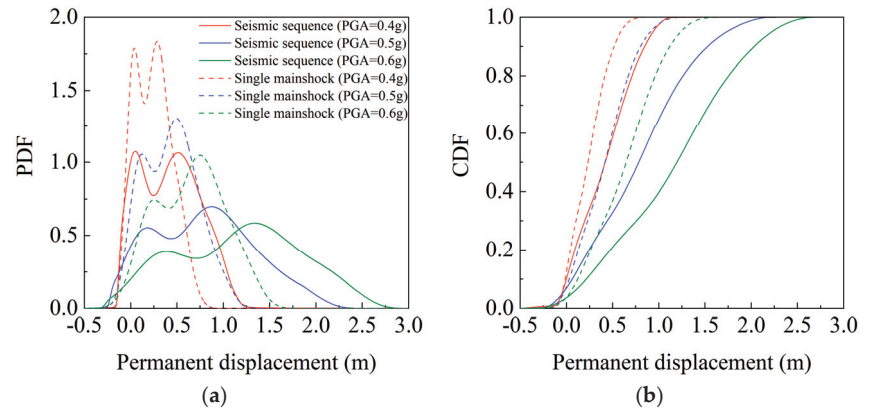 2.0
1.5
1.0
0.5
0.0
PDF
Seismic sequence (PGA=0.4g)
Seismic sequence (PGA=0.5g)
Seismic sequence (PGA=0.6g)
Single mainshock (PGA=0.4g)
Single mainshock (PGA=0.5g)
Single mainshock (PGA=0.6g)
-0.5 0.0 0.5 1.0 1.5 2.0 2.5 3.0
Permanent displacement (m)
(a)
1.0
0.8
0.6
0.4
0.2
0.0
CDF
-0.5 0.0 0.5 1.0 1.5 2.0 2.5 3.0
Permanent displacement (m)
(b)